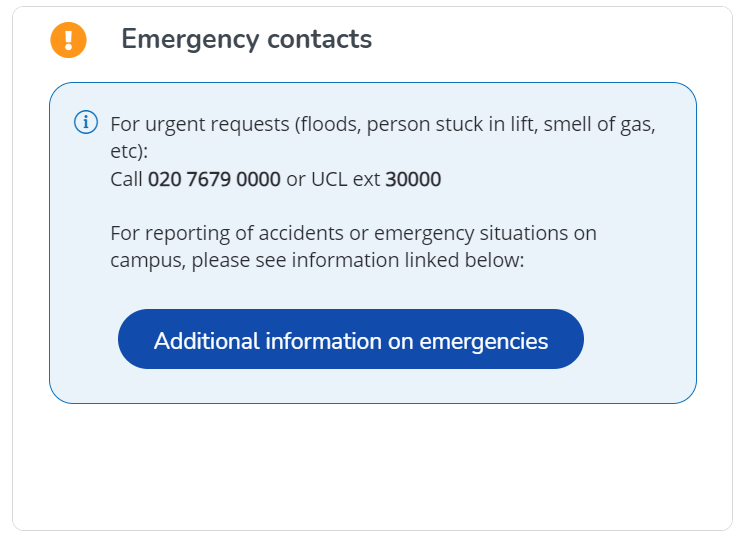 Emergency contacts
For urgent requests (floods, person stuck in lift, smell of gas,
etc):
Call 020 7679 0000 or UCL ext 30000
For reporting of accidents or emergency situations on
campus, please see information linked below:
Additional information on emergencies